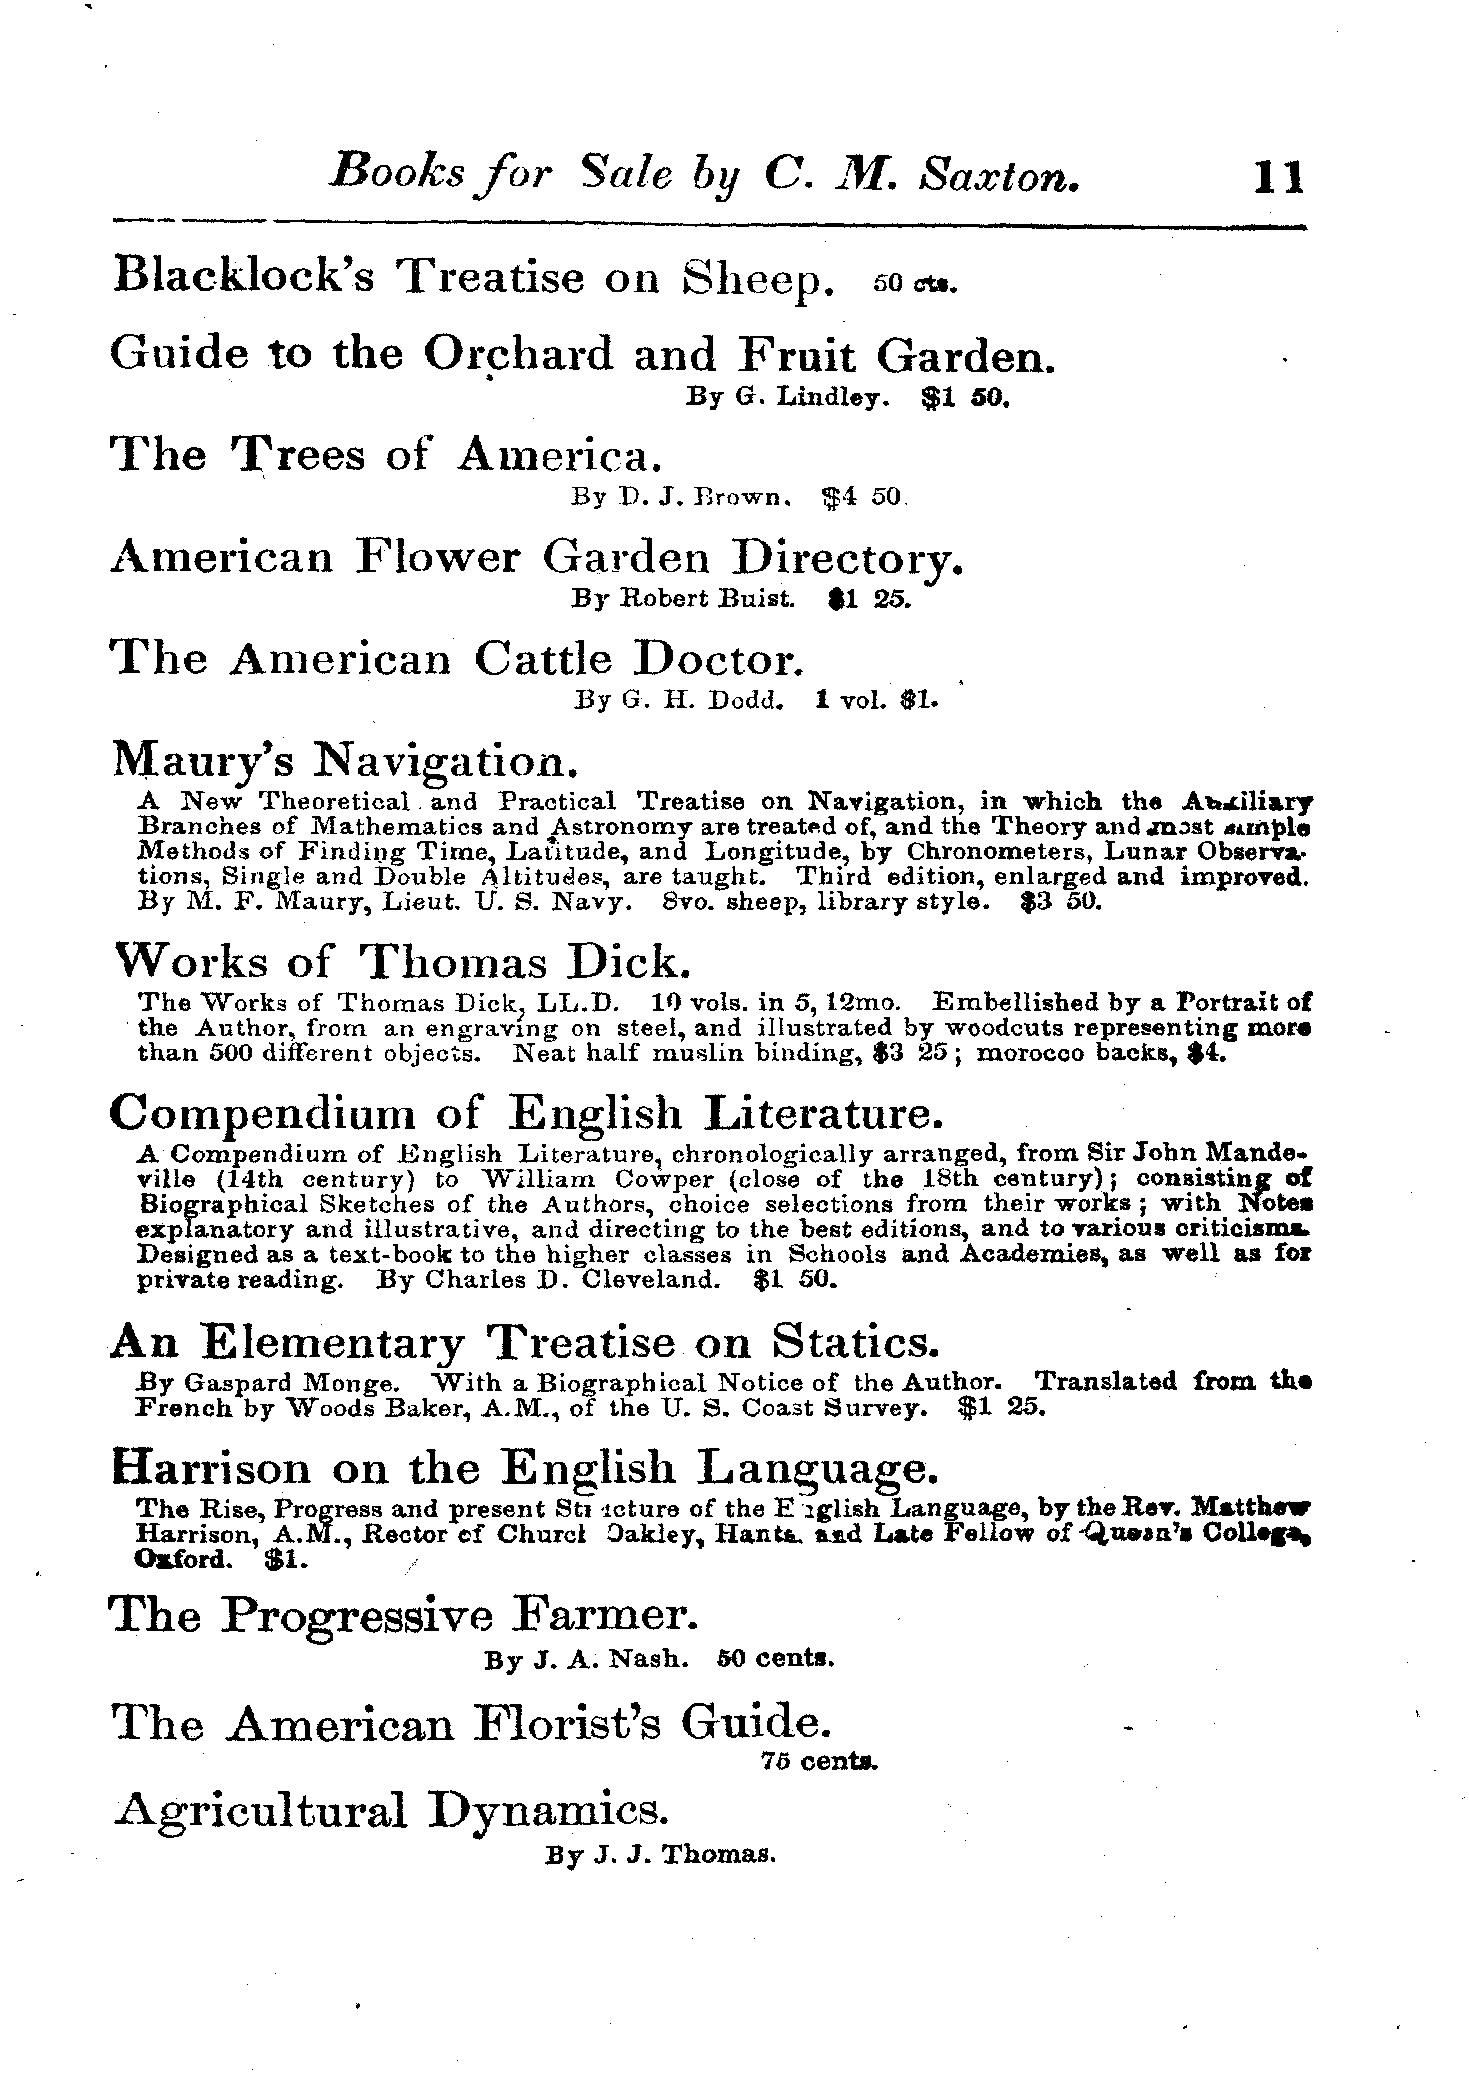 Books for Sale by C. M. Saxton. 11
Blacklock's Treatise on Sheep. 50 cts.
Guide to the Orchard and Fruit Garden.
By G. Lindley. $1 50.
The Trees of America.
By D. J. Brown. $4 50.
American Flower Garden Directory.
By Robert Buist. $1 25.
The American Cattle Doctor.
By G. H. Dodd. 1 vol. $1.
Maury's Navigation.
A New Theoretical and Practical Treatise on Navigation, in which the Auxiliary
Branches of Mathematics and Astronomy are treated of, and the Theory and most simple
Methods of Finding Time, Latitude, and Longitude, by Chronometers, Lunar Observa-
tions, Single and Double Altitudes, are taught. Third edition, enlarged and improved.
By M. F. Maury, Lieut. U. S. Navy. 8vo. sheep, library style. $3 50.
Works of Thomas Dick.
The Works of Thomas Dick, LL.D. 10 vols. in 5, 12mo. Embellished by a Portrait of
the Author, from an engraving on steel, and illustrated by woodcuts representing more
than 500 different objects. Neat half muslin binding, $3 25; morocco backs, $4.
Compendium of English Literature.
A Compendium of English Literature, chronologically arranged, from Sir John Mande-
ville (14th century) to William Cowper (close of the 18th century); consisting of
Biographical Sketches of the Authors, choice selections from their works; with Notes
explanatory and illustrative, and directing to the best editions, and to various criticisms.
Designed as a text-book to the higher classes in Schools and Academies, as well as for
private reading. By Charles D. Cleveland. $1 50.
An Elementary Treatise on Statics.
By Gaspard Monge. With a Biographical Notice of the Author. Translated from the
French by Woods Baker, A.M., of the U. S. Coast Survey. $1 25.
Harrison on the English Language.
The Rise, Progress and present Structure of the English Language, by the Rev. Matthew
Harrison, A.M., Rector of Church Oakley, Hants. and Late Fellow of Queen's College,
Oxford. $1.
The Progressive Farmer.
By J. A. Nash. 50 cents.
The American Florist's Guide.
75 cents.
Agricultural Dynamics.
By J. J. Thomas.